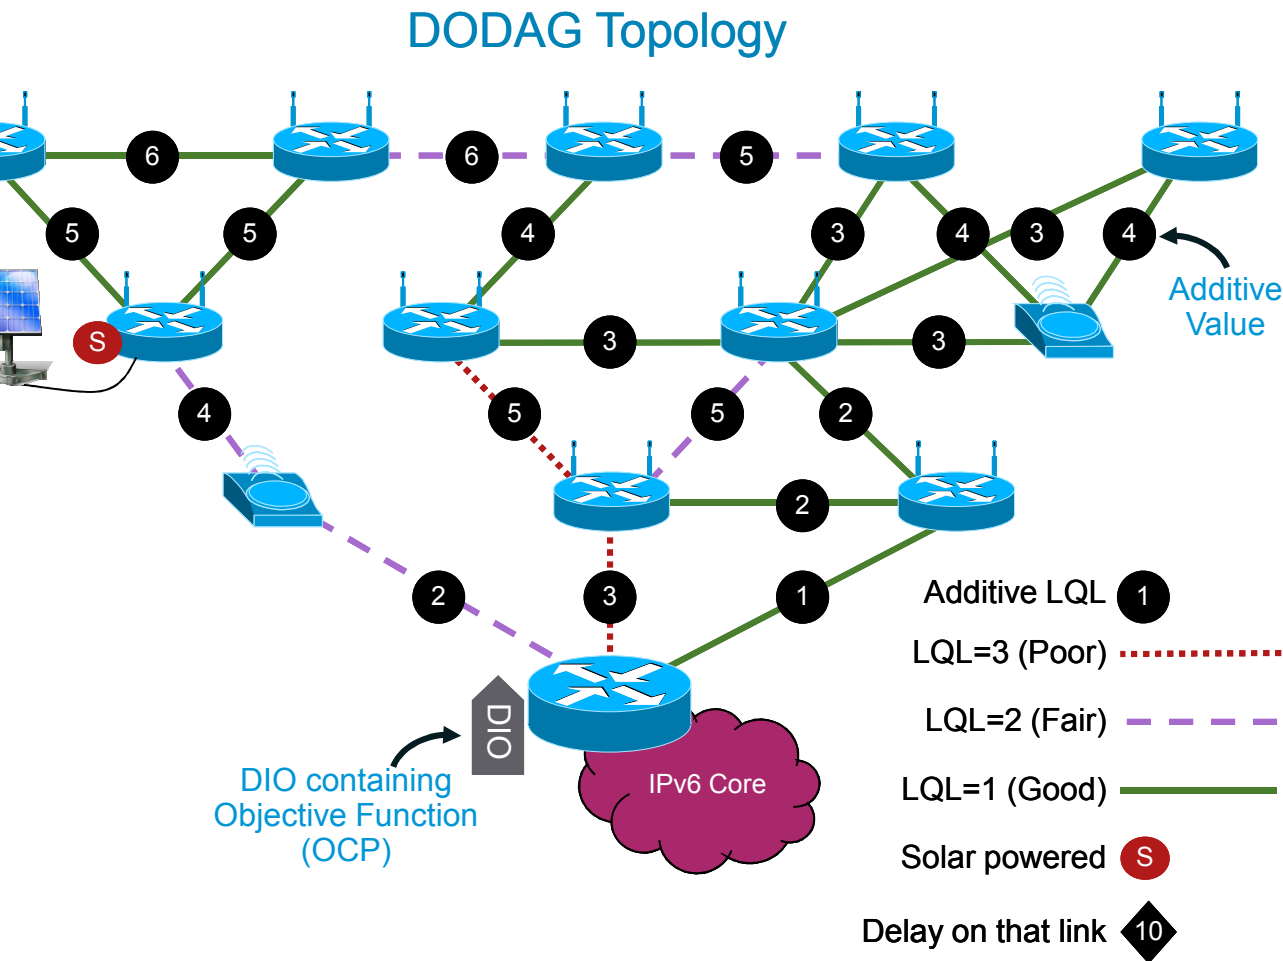 DODAG Topology
6
6
5
5
5
4
3
4
3
4
Additive
Value
S
3
3
4
5
5
2
2
2
3
1
Additive LQL 1
LQL=3 (Poor)
LQL=2 (Fair)
LQL=1 (Good)
Solar powered S
Delay on that link 10
DIO
DIO containing
Objective Function
(OCP)
IPv6 Core